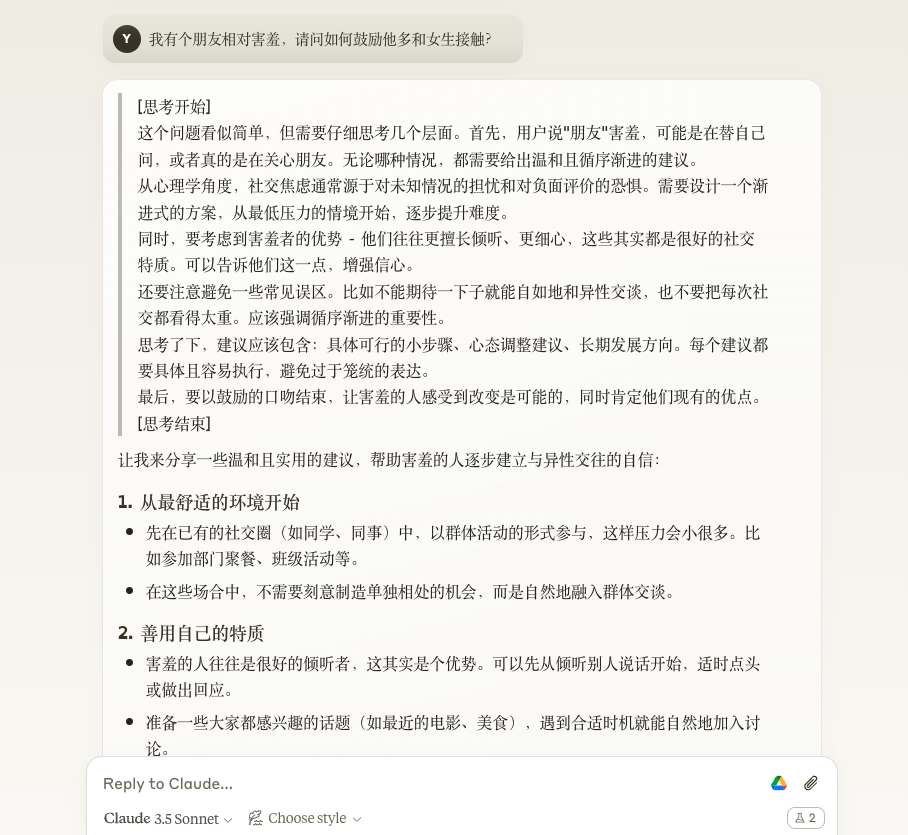 Y 我有个朋友相对害羞，请问如何鼓励他多和女生接触?
[思考开始]
这个问题看似简单，但需要仔细思考几个层面。首先，用户说"朋友"害羞，可能是在替自己
问，或者真的是在关心朋友。无论哪种情况，都需要给出温和且循序渐进的建议。
从心理学角度，社交焦虑通常源于对未知情况的担忧和对负面评价的恐惧。需要设计一个渐
进式的方案，从最低压力的情境开始，逐步提升难度。
同时，要考虑到害羞者的优势 - 他们往往更擅长倾听、更细心，这些其实都是很好的社交
特质。可以告诉他们这一点，增强信心。
还要注意避免一些常见误区。比如不能期待一下子就能自如地和异性交谈，也不要把每次社
交都看得太重。应该强调循序渐进的重要性。
思考了下，建议应该包含：具体可行的小步骤、心态调整建议、长期发展方向。每个建议都
要具体且容易执行，避免过于笼统的表达。
最后，要以鼓励的口吻结束，让害羞的人感受到改变是可能的，同时肯定他们现有的优点。
[思考结束]
让我来分享一些温和且实用的建议，帮助害羞的人逐步建立与异性交往的自信：
1. 从最舒适的环境开始
• 先在已有的社交圈（如同学、同事）中，以群体活动的形式参与，这样压力会小很多。比
如参加部门聚餐、班级活动等。
• 在这些场合中，不需要刻意制造单独相处的机会，而是自然地融入群体交谈。
2. 善用自己的特质
• 害羞的人往往是很好的倾听者，这其实是个优势。可以先从倾听别人说话开始，适时点头
或做出回应。
• 准备一些大家都感兴趣的话题（如最近的电影、美食），遇到合适时机就能自然地加入讨
论。
Reply to Claude...
Claude 3.5 Sonnet Choose style 2